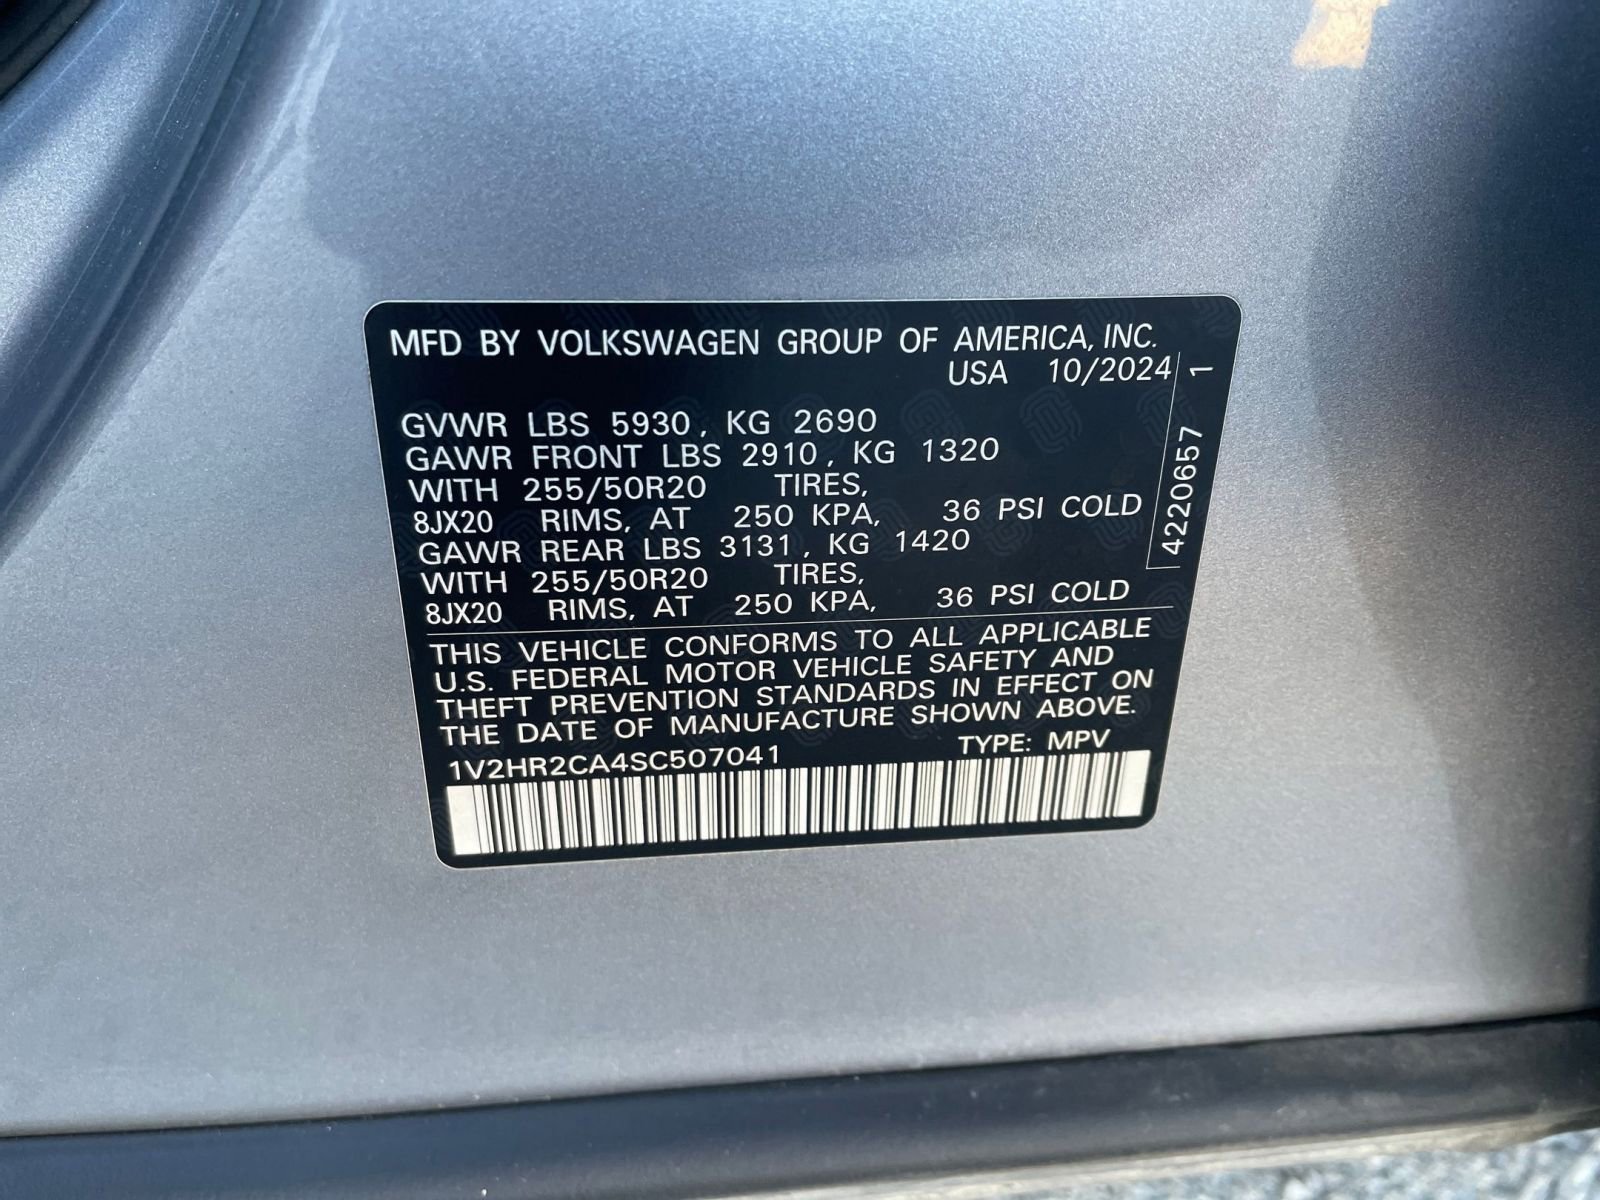 MFD BY VOLKSWAGEN GROUP OF AMERICA, INC.
USA 10/2024
GVWR LBS 5930, KG 2690
GAWR FRONT LBS 2910, KG 1320
WITH 255/50R20 TIRES,
8JX20 RIMS, AT 250 KPA, 36 PSI COLD
GAWR REAR LBS 3131, KG 1420
WITH 255/50R20 TIRES,
8JX20 RIMS, AT 250 KPA, 36 PSI COLD
4220657 1
THIS VEHICLE CONFORMS TO ALL APPLICABLE
U.S. FEDERAL MOTOR VEHICLE SAFETY AND
THEFT PREVENTION STANDARDS IN EFFECT ON
THE DATE OF MANUFACTURE SHOWN ABOVE.
1V2HR2CA4SC507041 TYPE: MPV